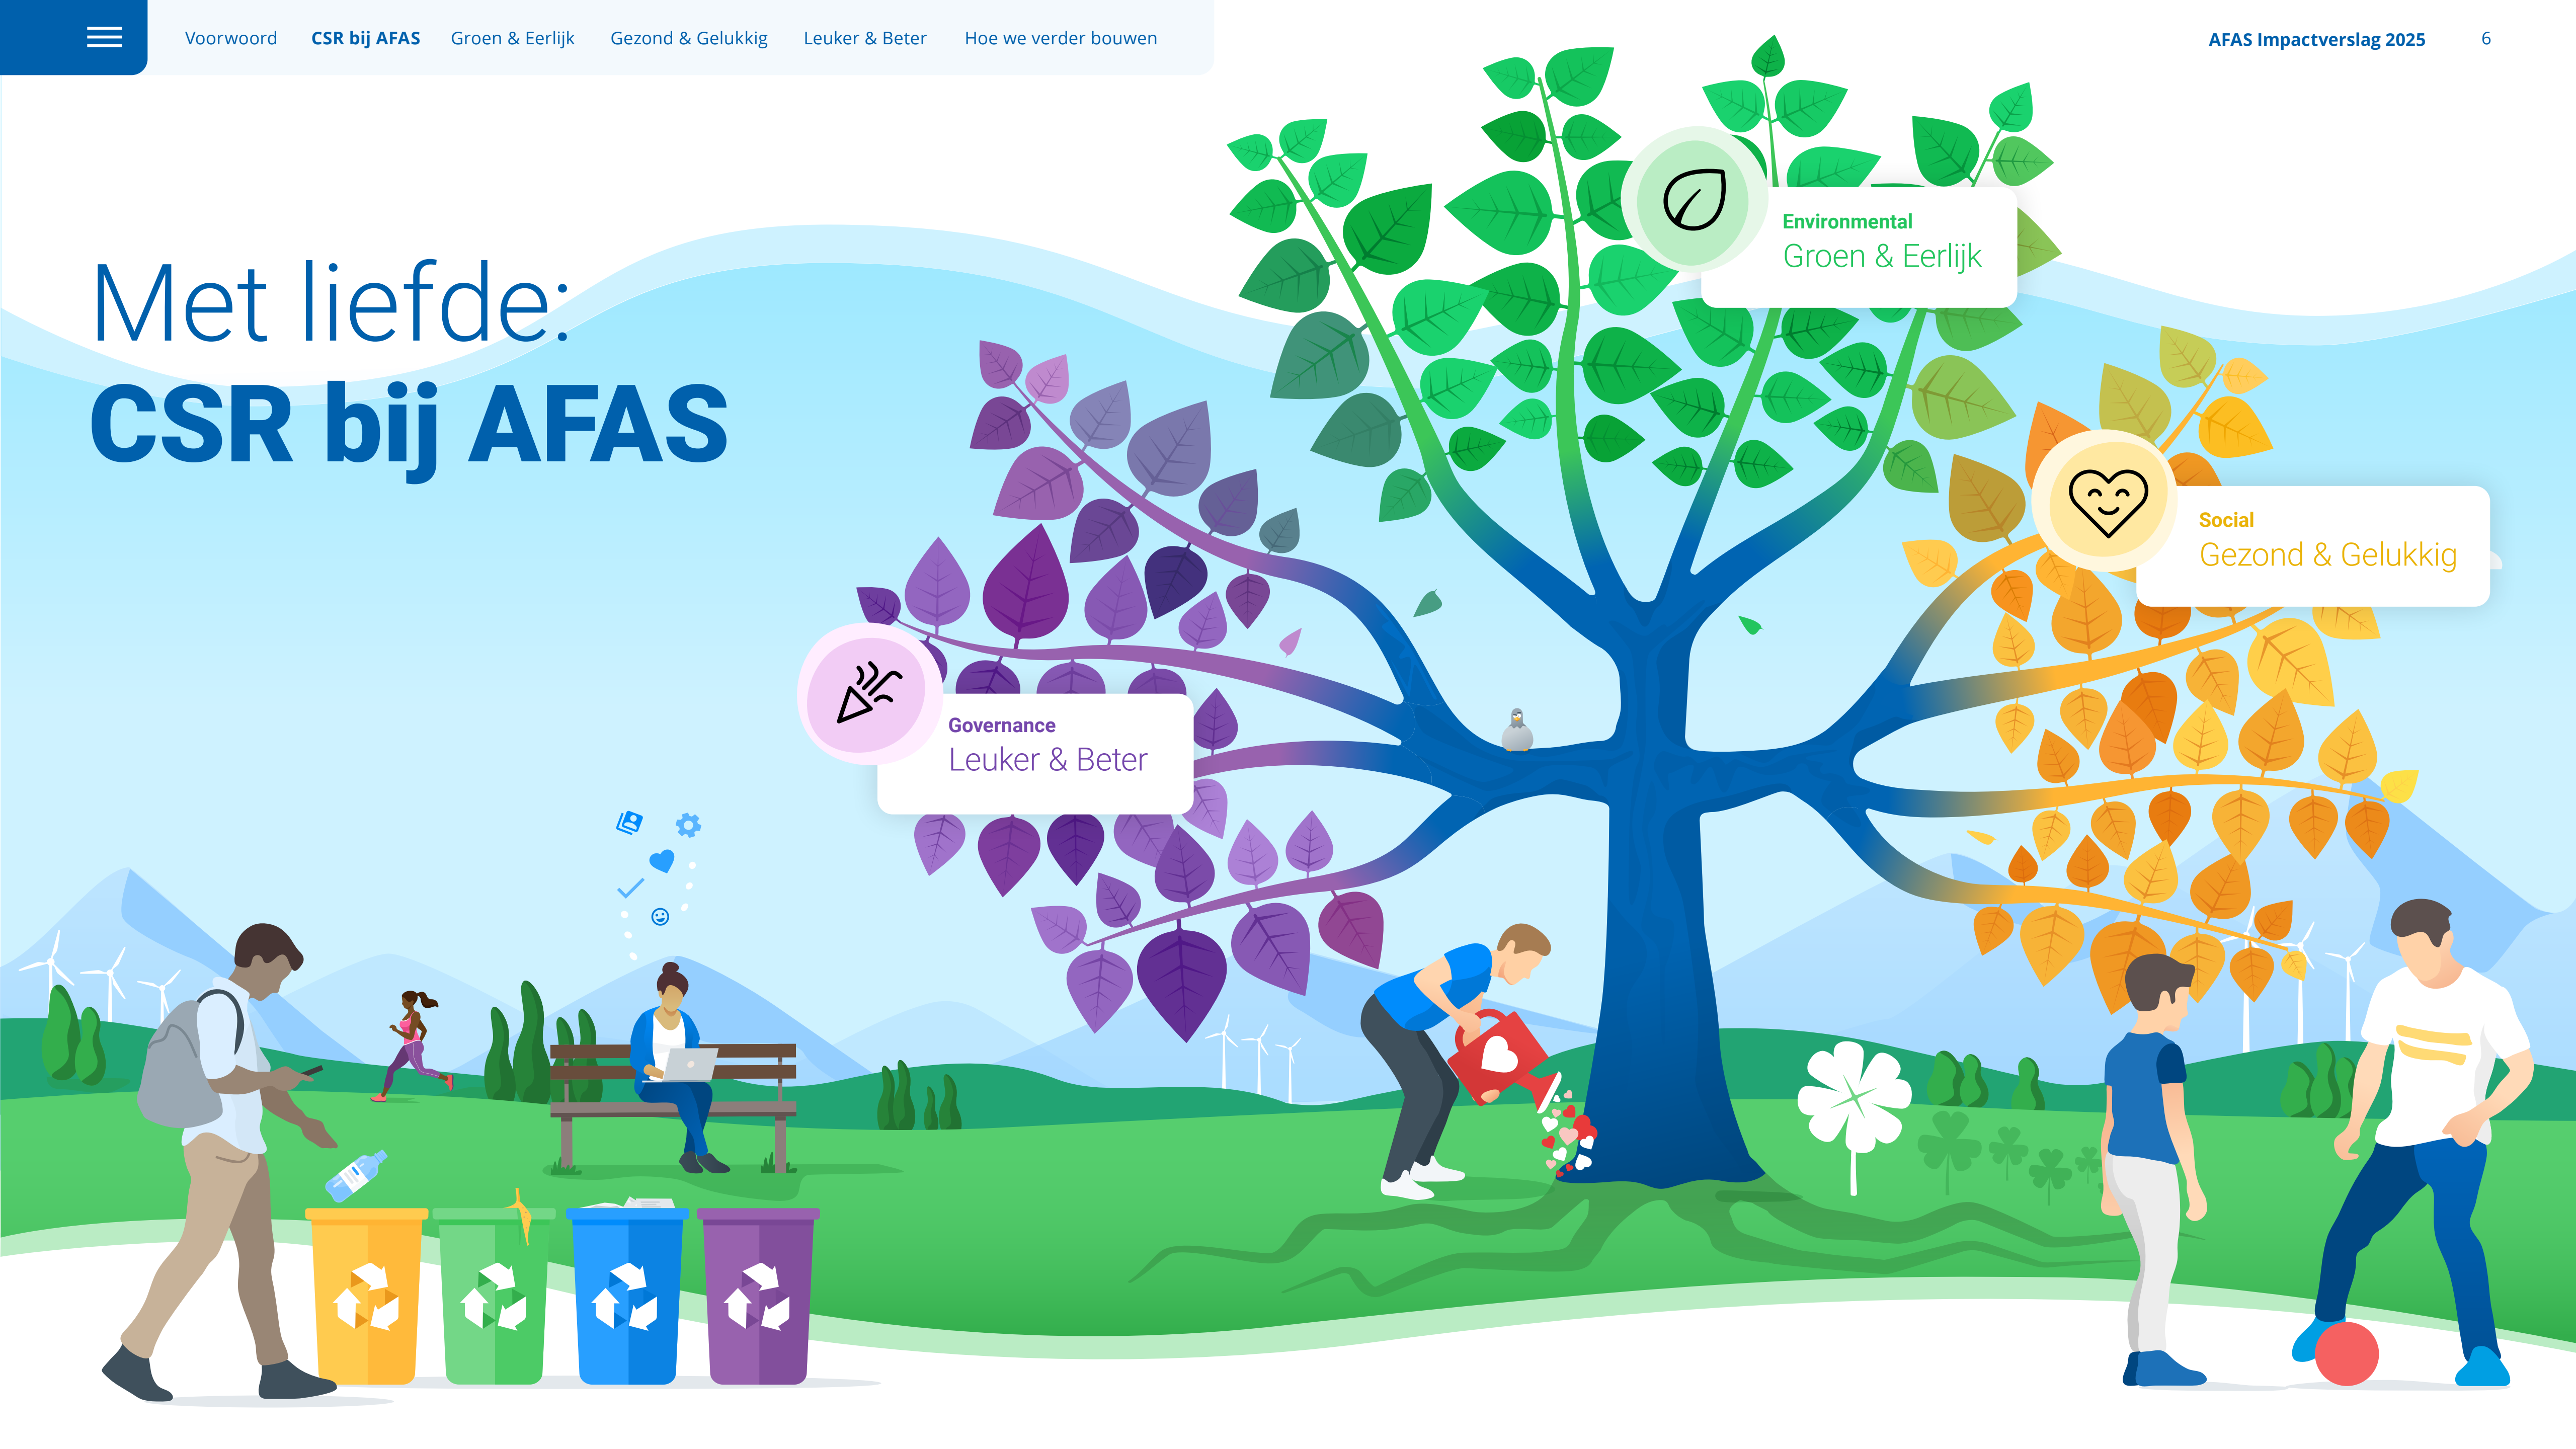 Voorwoord
CSR bij AFAS
Groen & Eerlijk
Gezond & Gelukkig
Leuker & Beter
Hoe we verder bouwen
AFAS Impactverslag 2025
6
Met liefde:
CSR bij AFAS
Environmental
Groen & Eerlijk
Social
Gezond & Gelukkig
Governance
Leuker & Beter